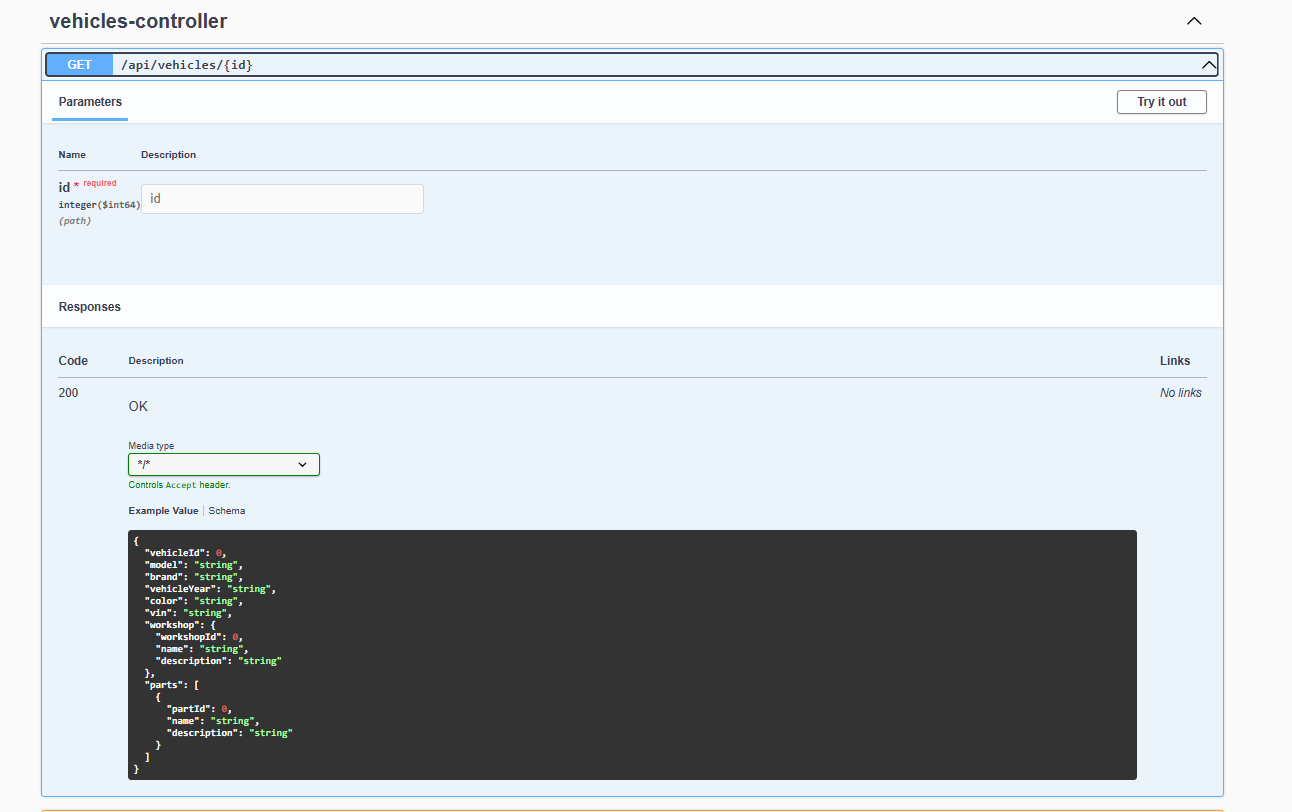 vehicles-controller
GET /api/vehicles/{id}
Parameters Try it out
Name Description
id * required
integer($int64) id
(path)
Responses
Code Description Links
200 No links
OK
Media type
*/*
Controls Accept header.
Example Value Schema
{
  "vehicleId": 0,
  "model": "string",
  "brand": "string",
  "vehicleYear": "string",
  "color": "string",
  "vin": "string",
  "workshop": {
    "workshopId": 0,
    "name": "string",
    "description": "string"
  },
  "parts": [
    {
      "partId": 0,
      "name": "string",
      "description": "string"
    }
  ]
}